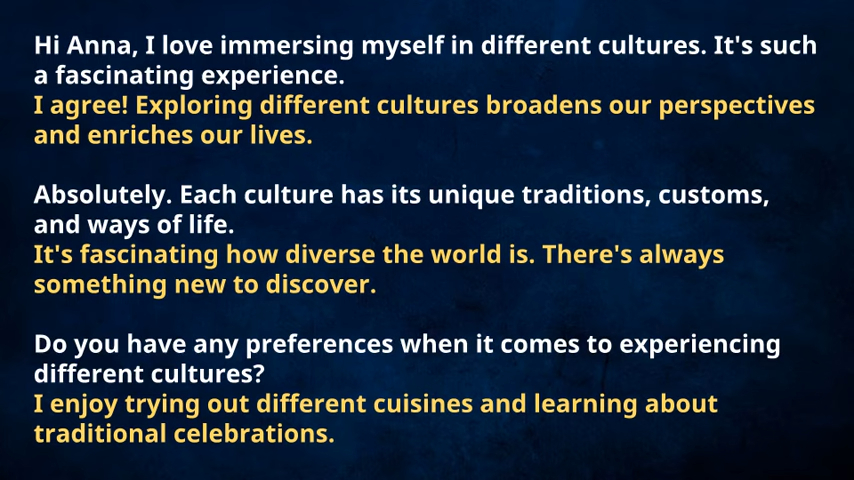 Hi Anna, I love immersing myself in different cultures. It's such
a fascinating experience.
I agree! Exploring different cultures broadens our perspectives
and enriches our lives.
Absolutely. Each culture has its unique traditions, customs,
and ways of life.
It's fascinating how diverse the world is. There's always
something new to discover.
Do you have any preferences when it comes to experiencing
different cultures?
I enjoy trying out different cuisines and learning about
traditional celebrations.